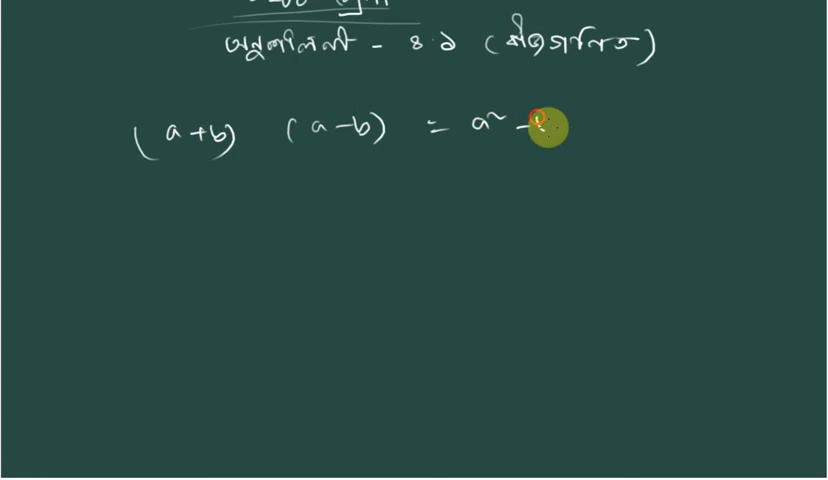 অনুশীলনী - ৪.১ (বীজগণিত)
(a+b) (a-b) = a² -